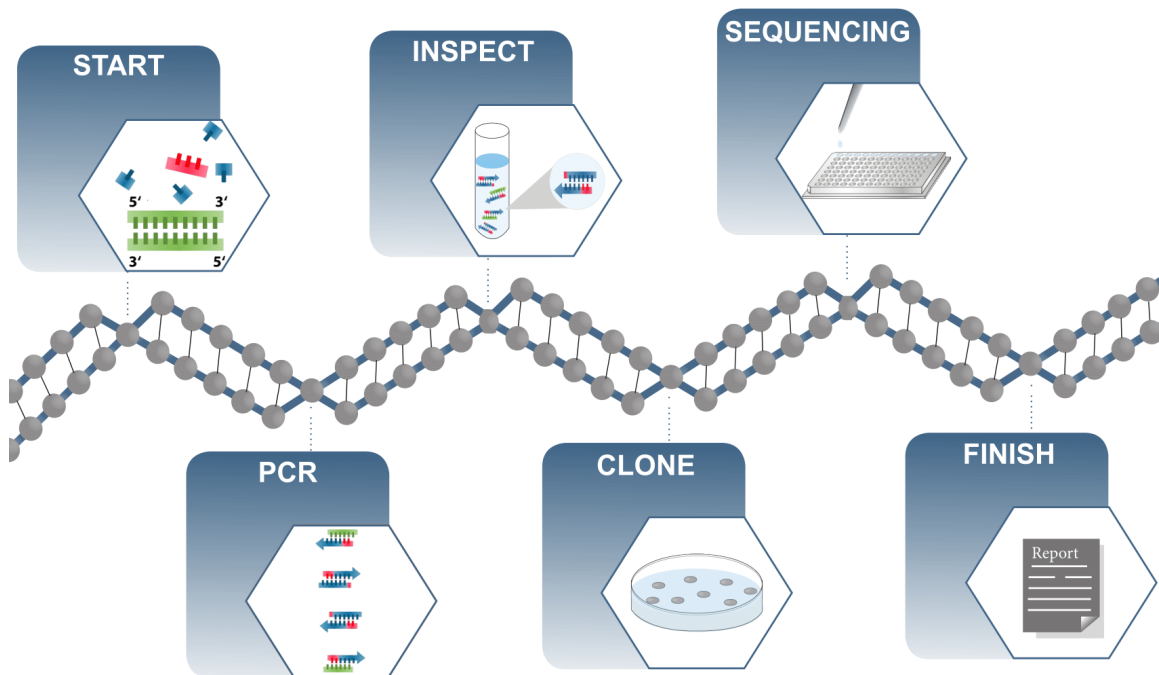 START
5‘ 3‘
3‘ 5‘
PCR
INSPECT
CLONE
SEQUENCING
FINISH
Report